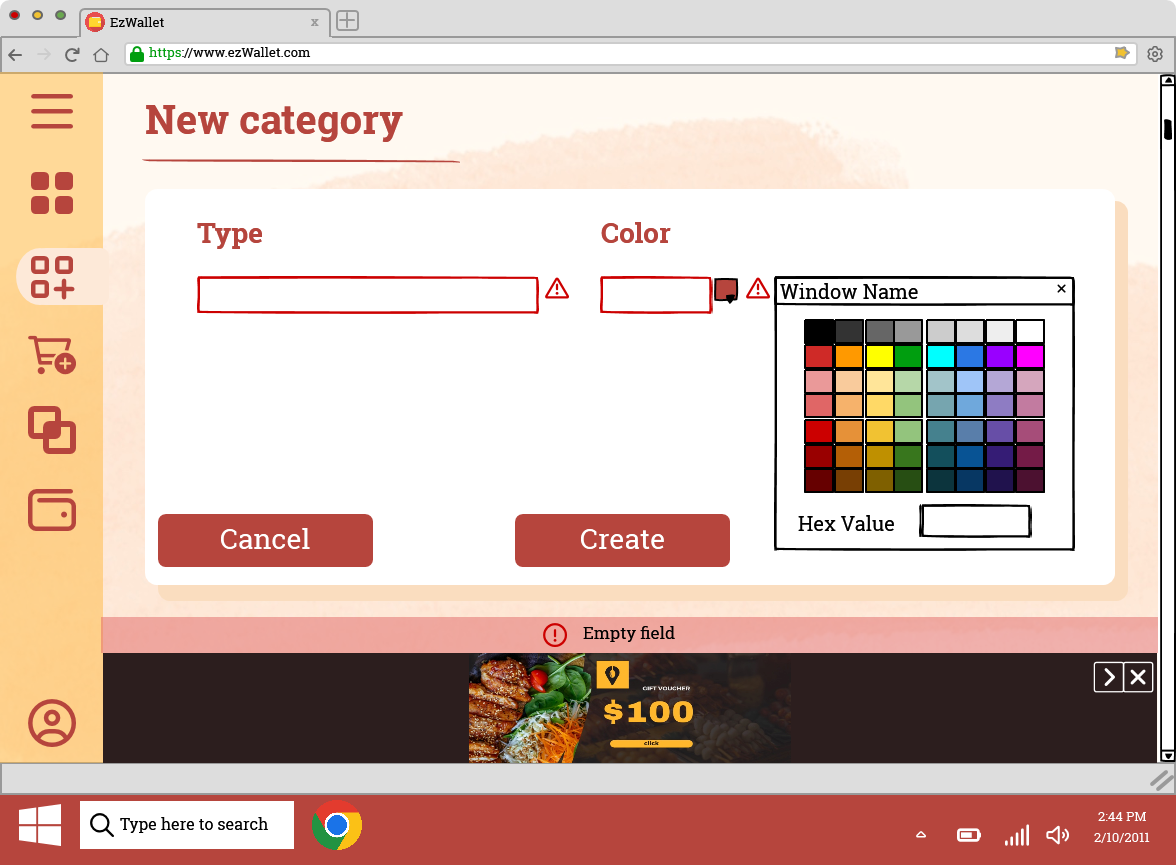 EzWallet
x
https://www.ezWallet.com
New category
Type
Color
Window Name
×
Hex Value
Cancel
Create
Empty field
GIFT VOUCHER
$100
click
Type here to search
2:44 PM
2/10/2011